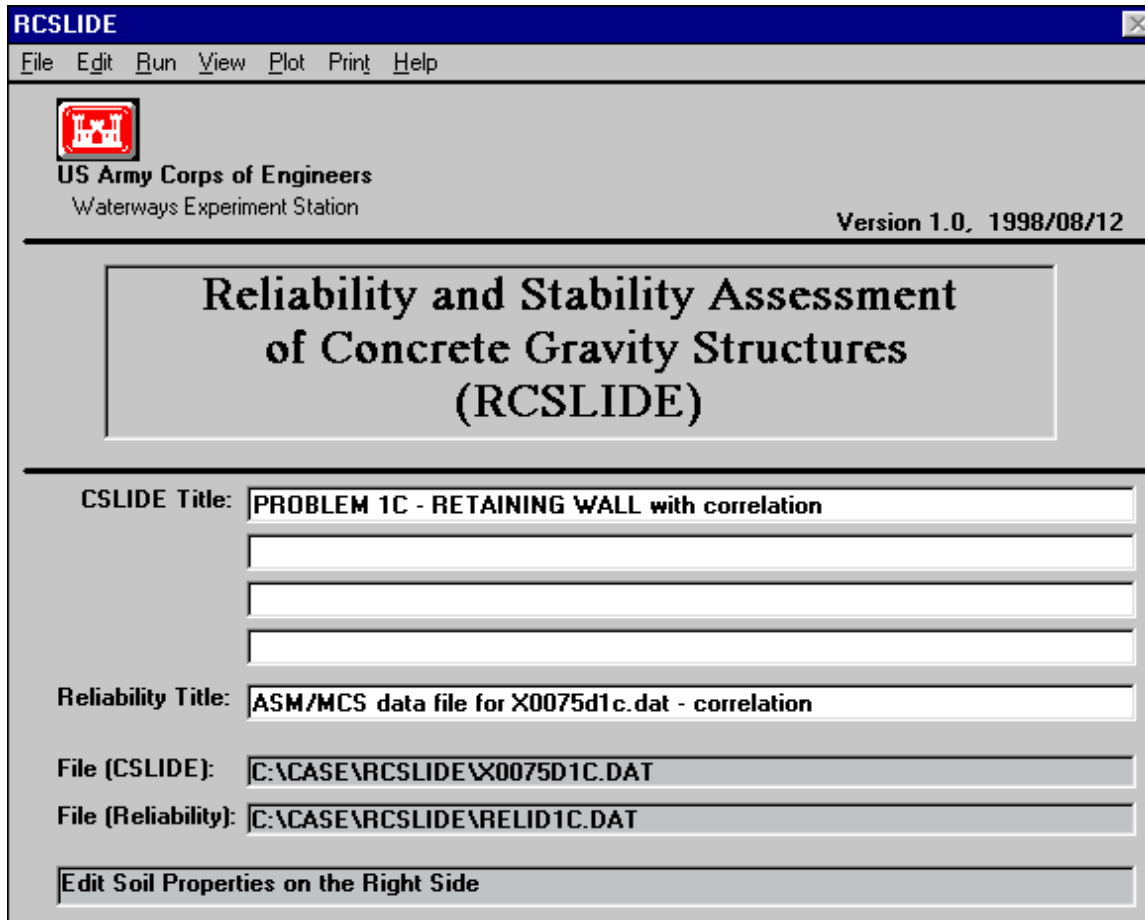 RCSLIDE
File Edit Run View Plot Print Help
US Army Corps of Engineers
Waterways Experiment Station
Version 1.0, 1998/08/12
Reliability and Stability Assessment
of Concrete Gravity Structures
(RCSLIDE)
CSLIDE Title: PROBLEM 1C - RETAINING WALL with correlation
Reliability Title: ASM/MCS data file for X0075d1c.dat - correlation
File (CSLIDE): C:\CASE\RCSLIDE\X0075D1C.DAT
File (Reliability): C:\CASE\RCSLIDE\RELID1C.DAT
Edit Soil Properties on the Right Side